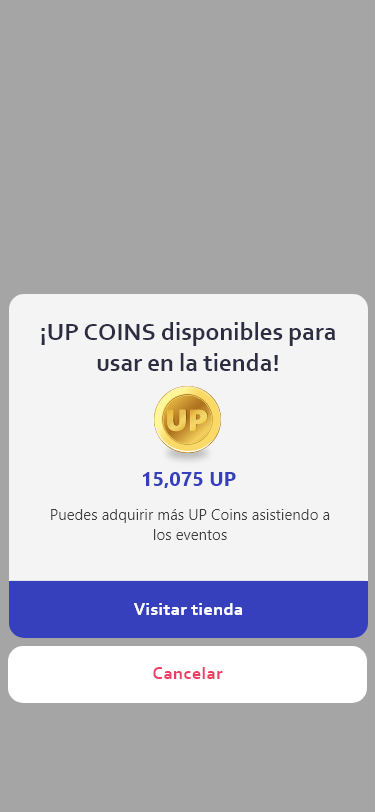 ¡UP COINS disponibles para
usar en la tienda!
UP
15,075 UP
Puedes adquirir más UP Coins asistiendo a
los eventos
Visitar tienda
Cancelar